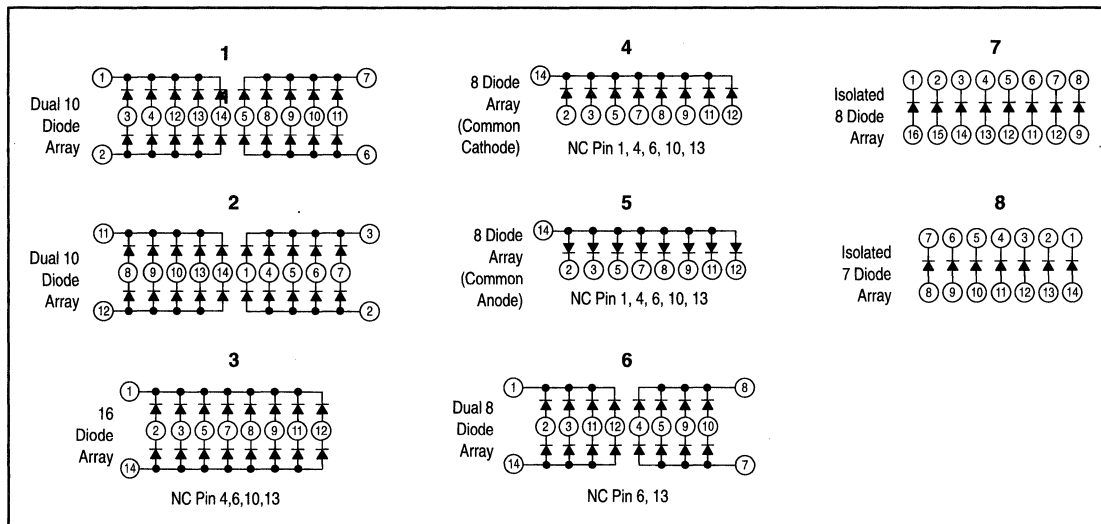 1
1 7
Dual 10
Diode
Array
3 4 12 13 14 5 8 9 10 11
2 6
2
11 3
Dual 10
Diode
Array
8 9 10 13 14 1 4 5 6 7
12 2
3
1
16
Diode
Array
2 3 5 7 8 9 11 12
14
NC Pin 4,6,10,13
4
14
8 Diode
Array
(Common
Cathode)
2 3 5 7 8 9 11 12
NC Pin 1, 4, 6, 10, 13
5
14
8 Diode
Array
(Common
Anode)
2 3 5 7 8 9 11 12
NC Pin 1, 4, 6, 10, 13
6
1 8
Dual 8
Diode
Array
2 3 11 12 4 5 9 10
14 7
NC Pin 6, 13
7
1 2 3 4 5 6 7 8
Isolated
8 Diode
Array
16 15 14 13 12 11 12 9
8
7 6 5 4 3 2 1
Isolated
7 Diode
Array
8 9 10 11 12 13 14